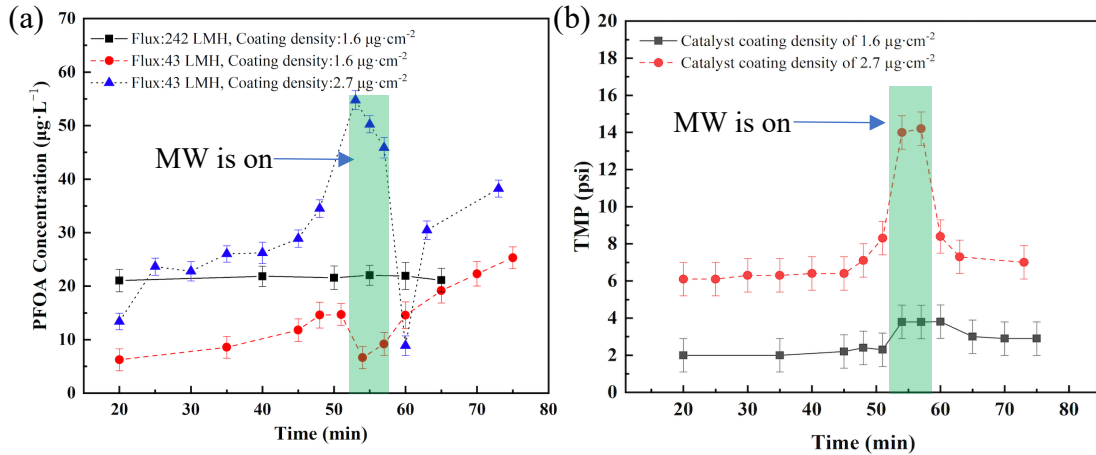 (a)
Flux:242 LMH, Coating density:1.6 μg·cm⁻²
Flux:43 LMH, Coating density:1.6 μg·cm⁻²
Flux:43 LMH, Coating density:2.7 μg·cm⁻²
MW is on
PFOA Concentration (μg·L⁻¹)
70
60
50
40
30
20
10
0
20 30 40 50 60 70 80
Time (min)
(b)
Catalyst coating density of 1.6 μg·cm⁻²
Catalyst coating density of 2.7 μg·cm⁻²
MW is on
TMP (psi)
20
18
16
14
12
10
8
6
4
2
0
20 30 40 50 60 70 80
Time (min)